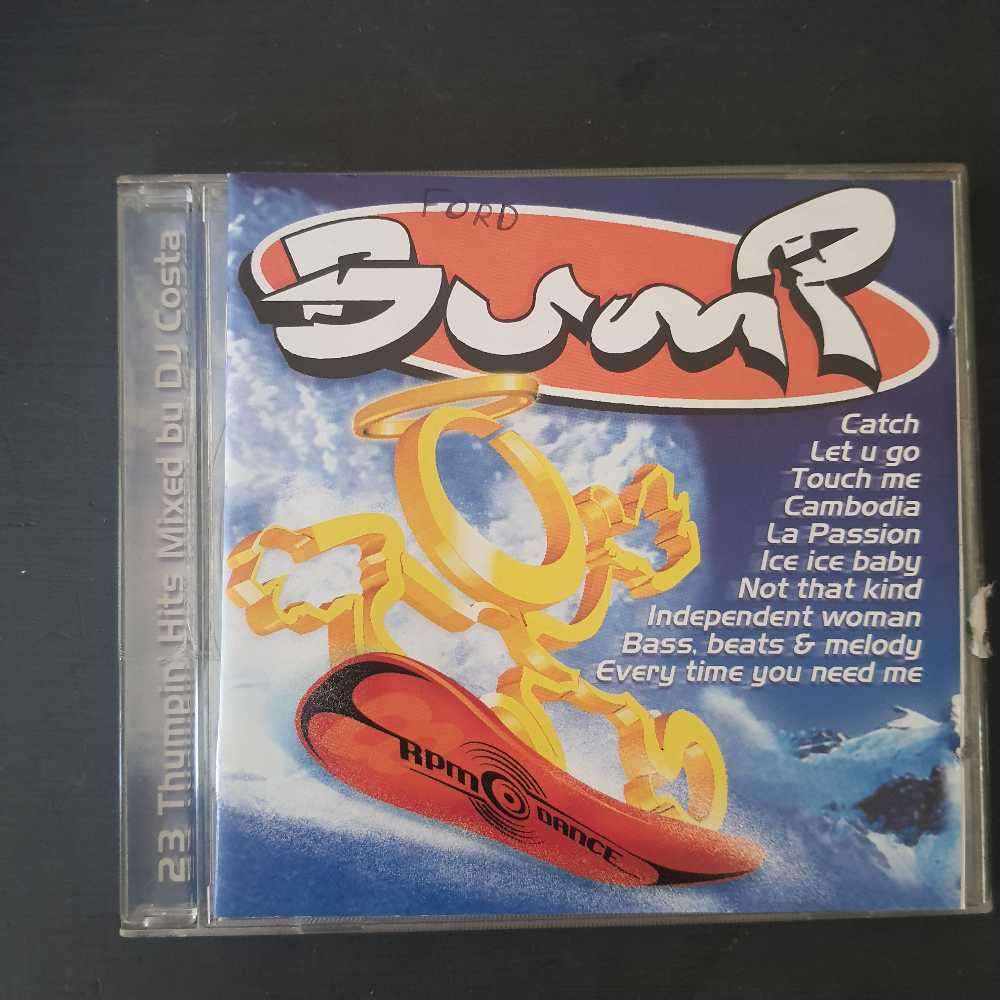 FORD
Bump
Catch
Let u go
Touch me
Cambodia
La Passion
Ice ice baby
Not that kind
Independent woman
Bass, beats & melody
Every time you need me
Rpm DANCE
23 Thumpin' Hits Mixed by DJ Costa